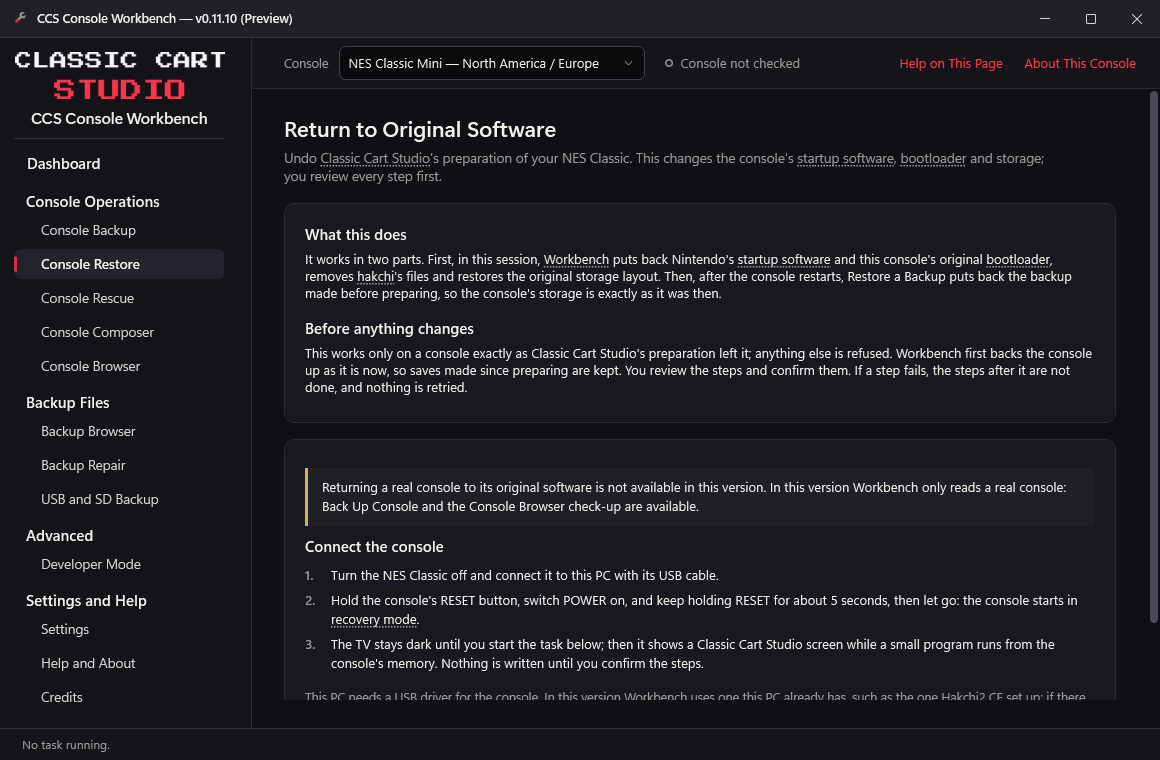 CCS Console Workbench — v0.11.10 (Preview)
CLASSIC CART
STUDIO
CCS Console Workbench
Dashboard
Console Operations
Console Backup
Console Restore
Console Rescue
Console Composer
Console Browser
Backup Files
Backup Browser
Backup Repair
USB and SD Backup
Advanced
Developer Mode
Settings and Help
Settings
Help and About
Credits
Console
NES Classic Mini — North America / Europe
Console not checked
Help on This Page
About This Console
Return to Original Software
Undo Classic Cart Studio's preparation of your NES Classic. This changes the console's startup software, bootloader and storage;
you review every step first.
What this does
It works in two parts. First, in this session, Workbench puts back Nintendo's startup software and this console's original bootloader,
removes hakchi's files and restores the original storage layout. Then, after the console restarts, Restore a Backup puts back the backup
made before preparing, so the console's storage is exactly as it was then.
Before anything changes
This works only on a console exactly as Classic Cart Studio's preparation left it; anything else is refused. Workbench first backs the console
up as it is now, so saves made since preparing are kept. You review the steps and confirm them. If a step fails, the steps after it are not
done, and nothing is retried.
Returning a real console to its original software is not available in this version. In this version Workbench only reads a real console:
Back Up Console and the Console Browser check-up are available.
Connect the console
1. Turn the NES Classic off and connect it to this PC with its USB cable.
2. Hold the console's RESET button, switch POWER on, and keep holding RESET for about 5 seconds, then let go: the console starts in
recovery mode.
3. The TV stays dark until you start the task below; then it shows a Classic Cart Studio screen while a small program runs from the
console's memory. Nothing is written until you confirm the steps.
This PC needs a USB driver for the console. In this version Workbench uses one this PC already has, such as the one Hakchi2 CE set up; if there
No task running.